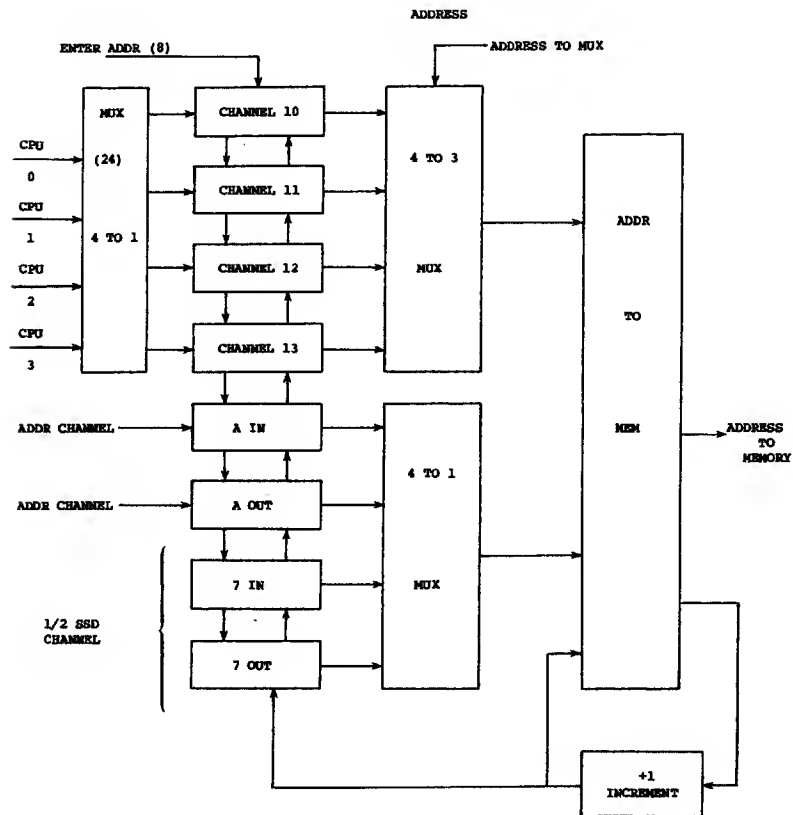 ADDRESS
ENTER ADDR (8)
ADDRESS TO MUX
MUX
(24)
4 TO 1
CPU
0
CPU
1
CPU
2
CPU
3
CHANNEL 10
CHANNEL 11
CHANNEL 12
CHANNEL 13
4 TO 3
MUX
ADDR
TO
MEM
ADDRESS
TO
MEMORY
ADDR CHANNEL
A IN
ADDR CHANNEL
A OUT
4 TO 1
MUX
1/2 SSD
CHANNEL
7 IN
7 OUT
+1
INCREMENT